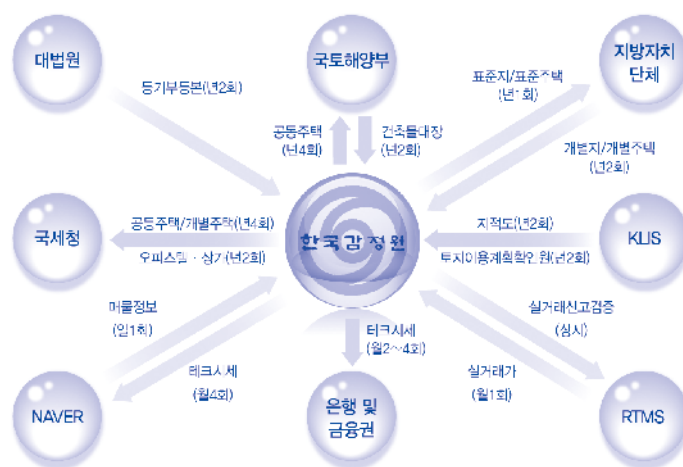 대법원
국토해양부
지방자치
단체
등기부등본(년2회)
표준지/표준주택
(년1회)
공동주택
(년4회)
건축물대장
(년2회)
개별지/개별주택
(년2회)
국세청
공동주택/개별주택(년4회)
오피스텔 · 상가(년2회)
한국감정원
지적도(년2회)
토지이용계획확인원(년2회)
KLIS
매물정보
(일1회)
테크시세
(월4회)
테크시세
(월2~4회)
실거래신고검증
(상시)
실거래가
(월1회)
NAVER
은행 및
금융권
RTMS